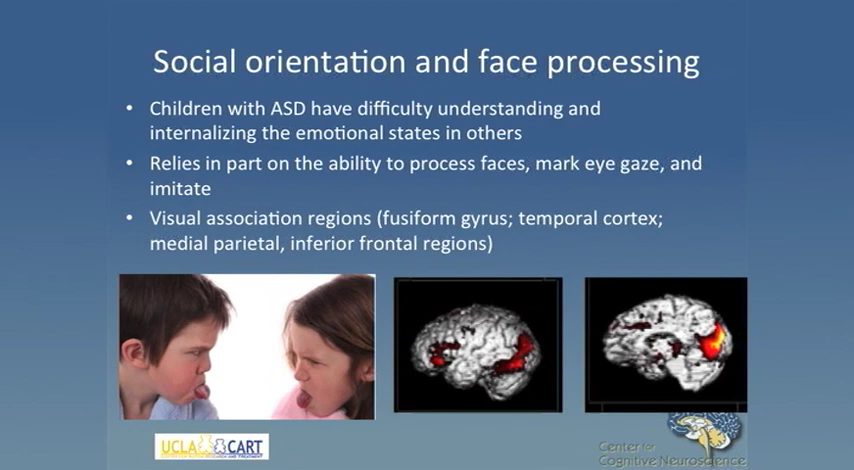 Social orientation and face processing
• Children with ASD have difficulty understanding and
internalizing the emotional states in others
• Relies in part on the ability to process faces, mark eye gaze, and
imitate
• Visual association regions (fusiform gyrus; temporal cortex;
medial parietal, inferior frontal regions)
UCLA CART
Center for
Cognitive Neuroscience